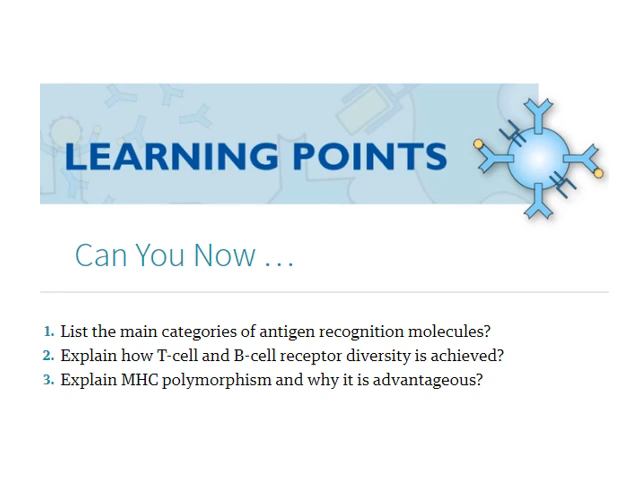 LEARNING POINTS
Can You Now ...
1. List the main categories of antigen recognition molecules?
2. Explain how T-cell and B-cell receptor diversity is achieved?
3. Explain MHC polymorphism and why it is advantageous?